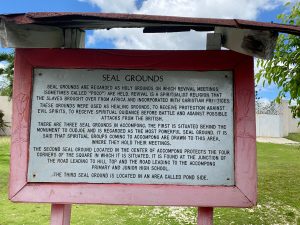 SEAL GROUNDS
SEAL GROUNDS ARE REGARDED AS HOLY GROUNDS ON WHICH REVIVAL MEETINGS
(SOMETIMES CALLED "POCO") ARE HELD. REVIVAL IS A SPIRITUALIST RELIGION THAT
THE SLAVES BROUGHT OVER FROM AFRICA AND INCORPORATED WITH CHRISTIAN PRACTICES.
THESE GROUNDS WERE USED AS HEALING GROUNDS, TO RECEIVE PROTECTION AGAINST
EVIL SPIRITS, TO RECEIVE SPIRITUAL GUIDANCE BEFORE BATTLE AND AGAINST POSSIBLE
ATTACKS FROM THE BRITISH.
THERE ARE THREE SEAL GROUNDS IN ACCOMPONG, THE FIRST IS SITUATED BEHIND THE
MONUMENT TO CUDJOE AND IS REGARDED AS THE MOST POWERFUL SEAL GROUND. IT IS
SAID THAT SPIRITUAL GROUPS COMING TO ACCOMPONG ARE DRAWN TO THIS AREA,
WHERE THEY HOLD THEIR MEETINGS.
THE SECOND SEAL GROUND LOCATED IN THE CENTER OF ACCOMPONG PROTECTS THE FOUR
CORNERS OF THE SQUARE IN WHICH IT IS SITUATED. IT IS FOUND AT THE JUNCTION OF
THE ROAD LEADING TO HILL TOP AND THE ROAD LEADING TO THE ACCOMPONG
PRIMARY AND JUNIOR HIGH SCHOOL.
THE THIRD SEAL GROUND IS LOCATED IN AN AREA CALLED POND SIDE.